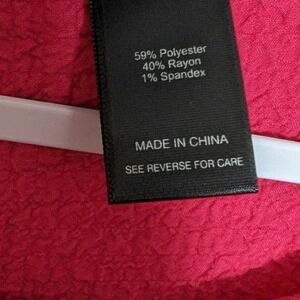 59% Polyester
40% Rayon
1% Spandex
MADE IN CHINA
SEE REVERSE FOR CARE